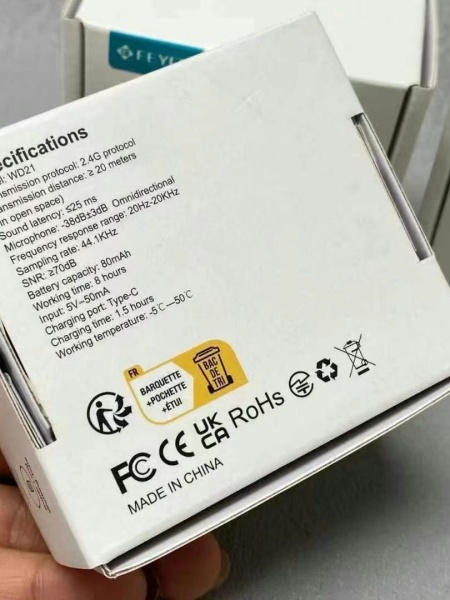 FEYU
ecifications
l: WD21
nsmission protocol: 2.4G protocol
ansmission distance: ≥ 20 meters
in open space)
Sound latency: ≤25 ms
Microphone: -38dB±3dB Omnidirectional
Frequency response range: 20Hz-20KHz
Sampling rate: 44.1KHz
SNR: ≥70dB
Battery capacity: 80mAh
Working time: 8 hours
Input: 5V⎓50mA
Charging port: Type-C
Charging time: 1.5 hours
Working temperature: -5℃—50℃
FR
BARQUETTE
+POCHETTE
+ÉTUI
BAC
DE
TRI
FC CE UK
CA RoHS
MADE IN CHINA